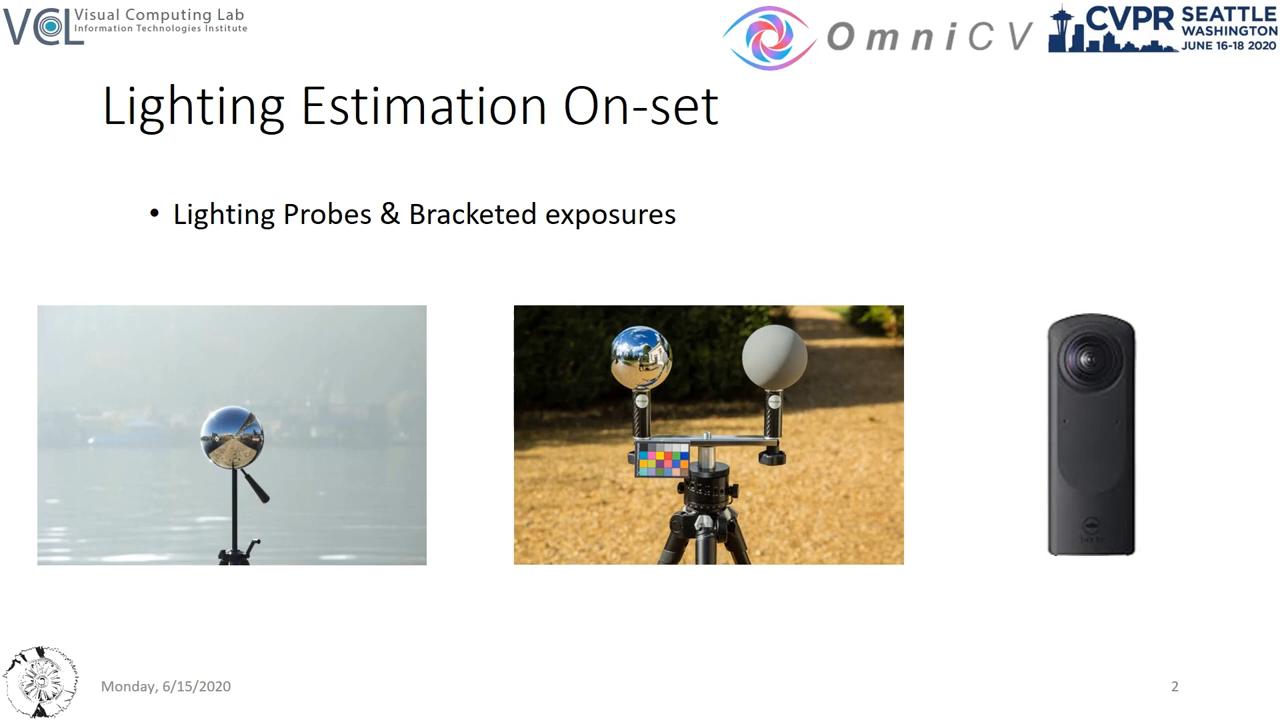 VCL Visual Computing Lab
Information Technologies Institute
OmniCV
CVPR SEATTLE
WASHINGTON
JUNE 16-18 2020
Lighting Estimation On-set
• Lighting Probes & Bracketed exposures
Monday, 6/15/2020
2